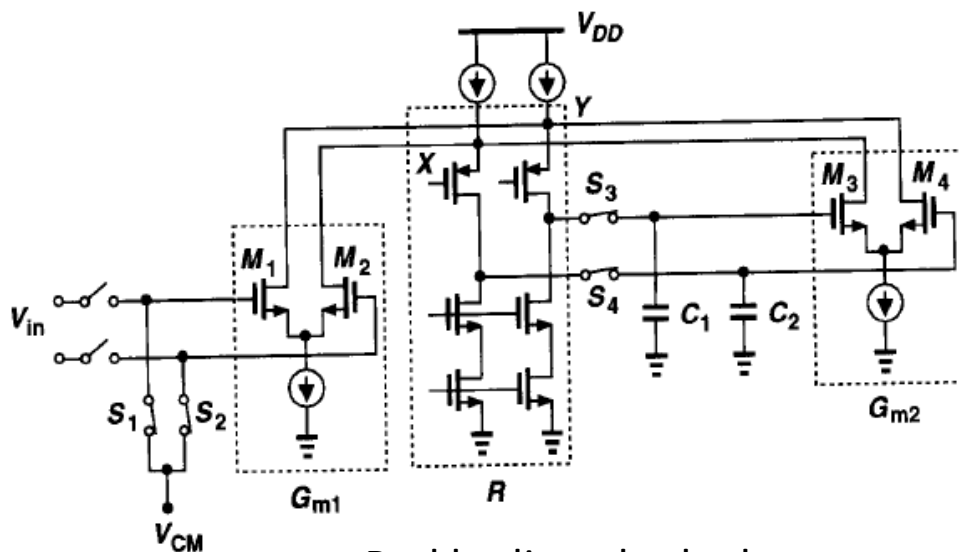 V_DD
Y
X
S_3
M_3
M_4
M_1
M_2
V_in
S_4
C_1
C_2
S_1
S_2
G_m1
R
G_m2
V_CM